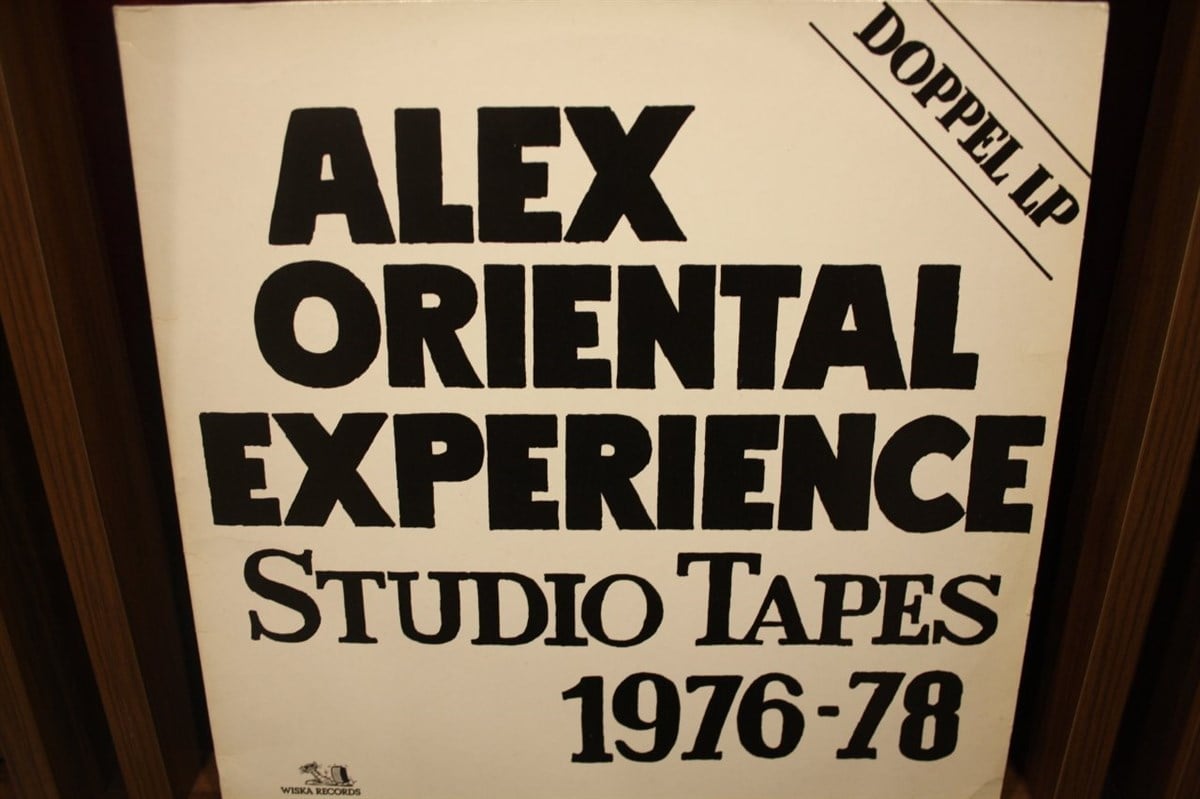 DOPPEL LP
ALEX
ORIENTAL
EXPERIENCE
STUDIO TAPES
1976-78
WISKA RECORDS